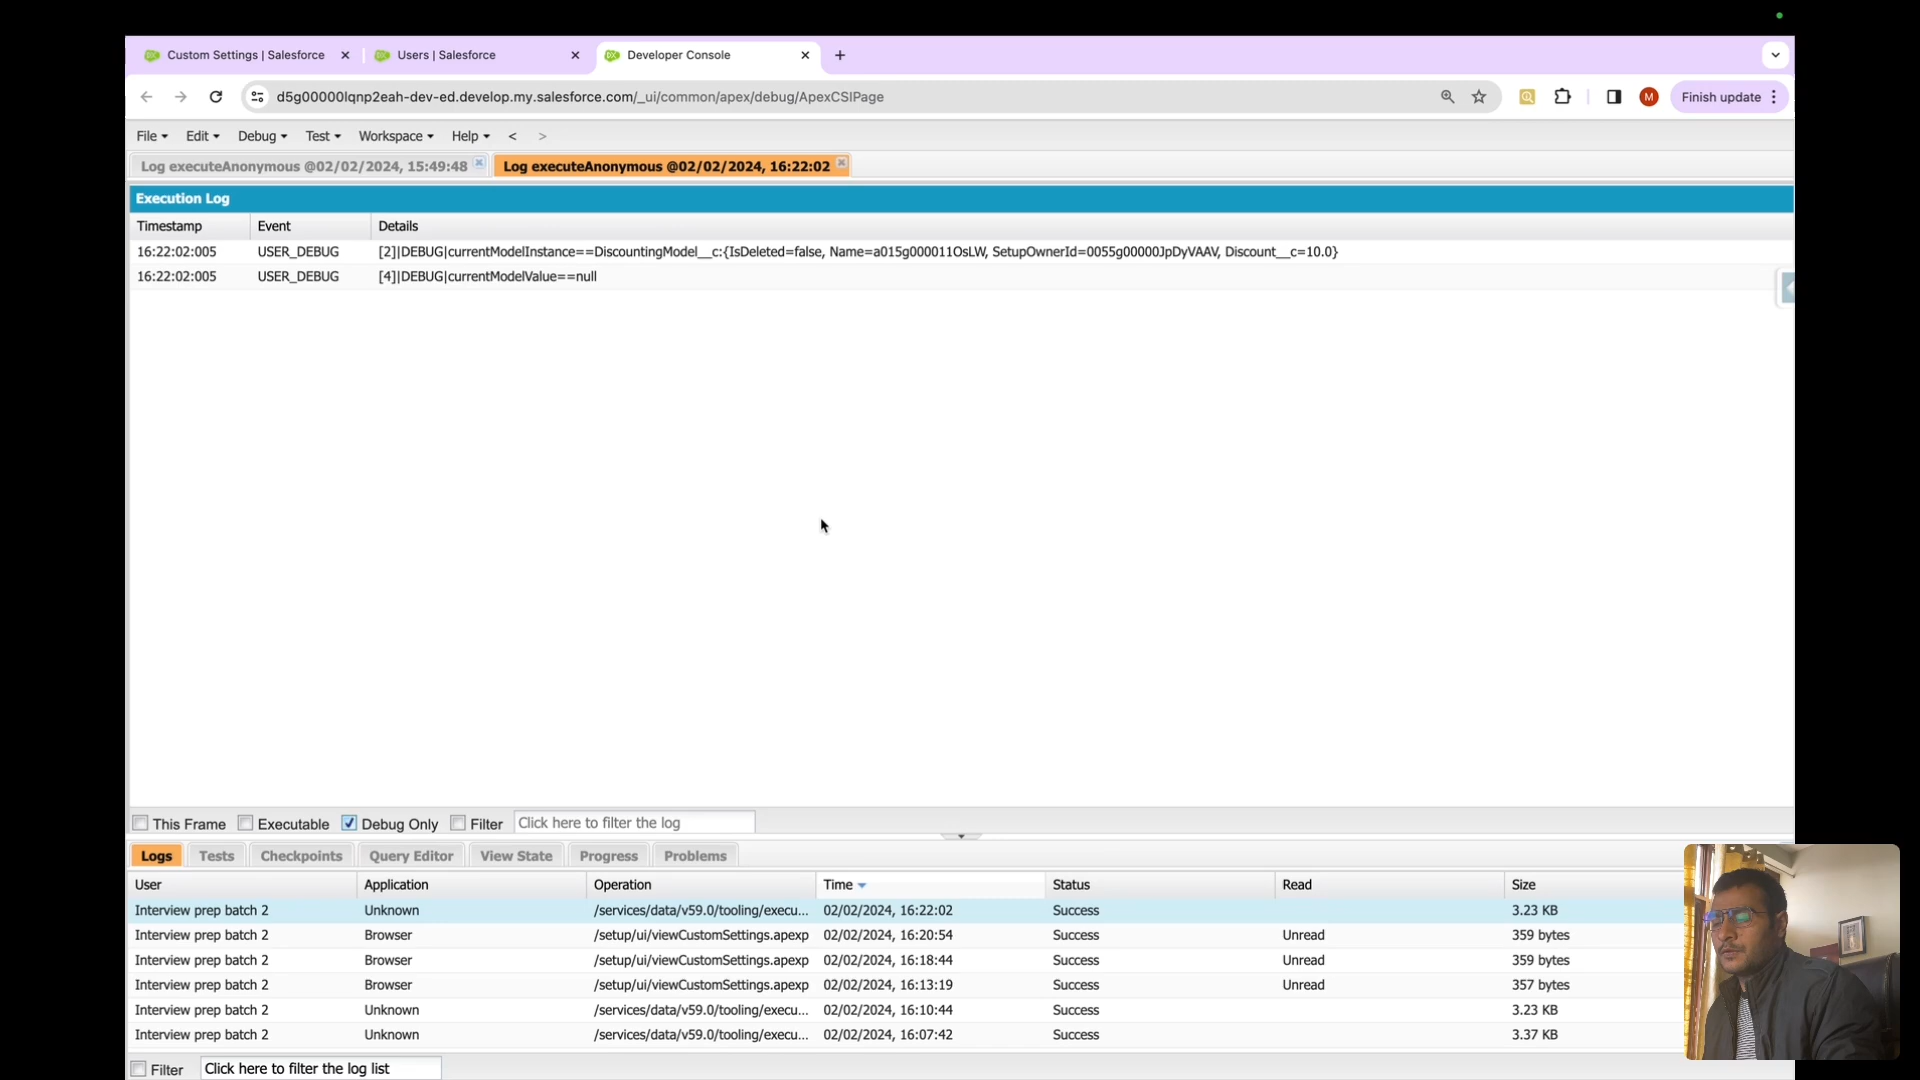 Custom Settings | Salesforce
Users | Salesforce
Developer Console
d5g00000lqnp2eah-dev-ed.develop.my.salesforce.com/_ui/common/apex/debug/ApexCSIPage
M
Finish update
File
Edit
Debug
Test
Workspace
Help
<
>
Log executeAnonymous @02/02/2024, 15:49:48
Log executeAnonymous @02/02/2024, 16:22:02
Execution Log
Timestamp Event Details
16:22:02:005 USER_DEBUG [2]|DEBUG|currentModelInstance==DiscountingModel__c:{IsDeleted=false, Name=a015g000011OsLW, SetupOwnerId=0055g00000JpDyVAAV, Discount__c=10.0}
16:22:02:005 USER_DEBUG [4]|DEBUG|currentModelValue==null
This Frame Executable Debug Only Filter Click here to filter the log
Logs Tests Checkpoints Query Editor View State Progress Problems
User Application Operation Time Status Read Size
Interview prep batch 2 Unknown /services/data/v59.0/tooling/execu... 02/02/2024, 16:22:02 Success 3.23 KB
Interview prep batch 2 Browser /setup/ui/viewCustomSettings.apexp 02/02/2024, 16:20:54 Success Unread 359 bytes
Interview prep batch 2 Browser /setup/ui/viewCustomSettings.apexp 02/02/2024, 16:18:44 Success Unread 359 bytes
Interview prep batch 2 Browser /setup/ui/viewCustomSettings.apexp 02/02/2024, 16:13:19 Success Unread 357 bytes
Interview prep batch 2 Unknown /services/data/v59.0/tooling/execu... 02/02/2024, 16:10:44 Success 3.23 KB
Interview prep batch 2 Unknown /services/data/v59.0/tooling/execu... 02/02/2024, 16:07:42 Success 3.37 KB
Filter Click here to filter the log list